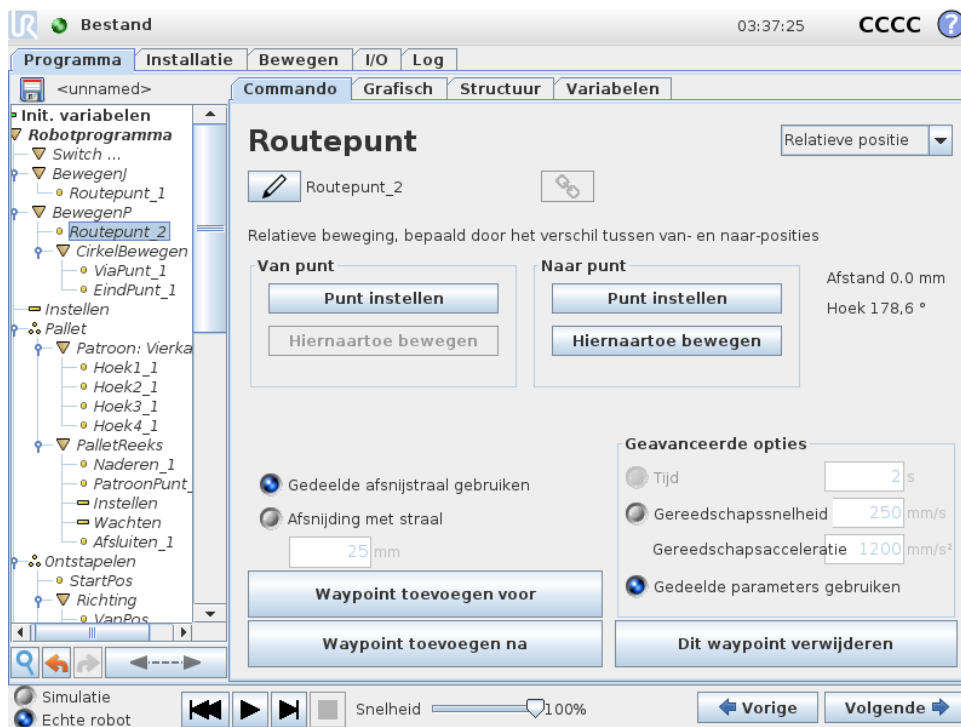 UR Bestand 03:37:25 CCCC ?
Programma Installatie Bewegen I/O Log
<unnamed>
Commando Grafisch Structuur Variabelen
Init. variabelen
Robotprogramma
Switch ...
BewegenJ
Routepunt_1
BewegenP
Routepunt_2
CirkelBewegen
ViaPunt_1
EindPunt_1
Instellen
Pallet
Patroon: Vierka
Hoek1_1
Hoek2_1
Hoek3_1
Hoek4_1
PalletReeks
Naderen_1
PatroonPunt_
Instellen
Wachten
Afsluiten_1
Ontstapelen
StartPos
Richting
VanPos
Routepunt
Relatieve positie
Routepunt_2
Relatieve beweging, bepaald door het verschil tussen van- en naar-posities
Van punt
Punt instellen
Hiernaartoe bewegen
Naar punt
Punt instellen
Hiernaartoe bewegen
Afstand 0.0 mm
Hoek 178,6 °
Gedeelde afsnijstraal gebruiken
Afsnijding met straal
25 mm
Geavanceerde opties
Tijd 2 s
Gereedschapssnelheid 250 mm/s
Gereedschapsacceleratie 1200 mm/s²
Gedeelde parameters gebruiken
Waypoint toevoegen voor
Waypoint toevoegen na
Dit waypoint verwijderen
Simulatie
Echte robot
Snelheid 100%
Vorige Volgende